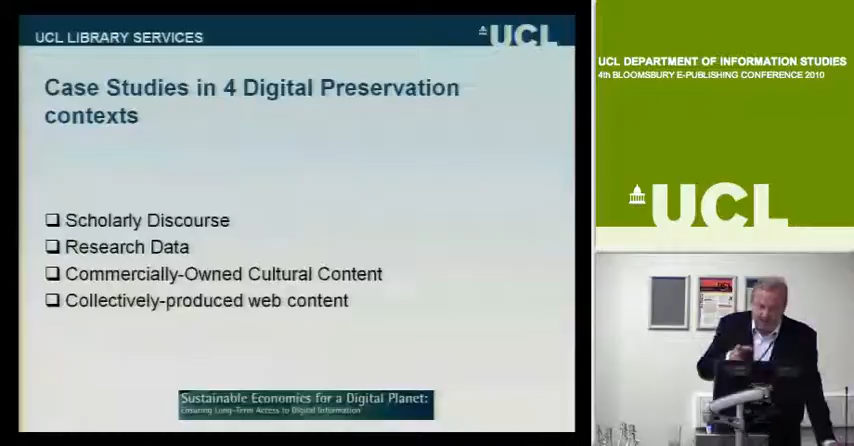 UCL LIBRARY SERVICES
UCL
Case Studies in 4 Digital Preservation
contexts
❑ Scholarly Discourse
❑ Research Data
❑ Commercially-Owned Cultural Content
❑ Collectively-produced web content
Sustainable Economics for a Digital Planet:
Ensuring Long-Term Access to Digital Information
UCL DEPARTMENT OF INFORMATION STUDIES
4th BLOOMSBURY E-PUBLISHING CONFERENCE 2010
UCL